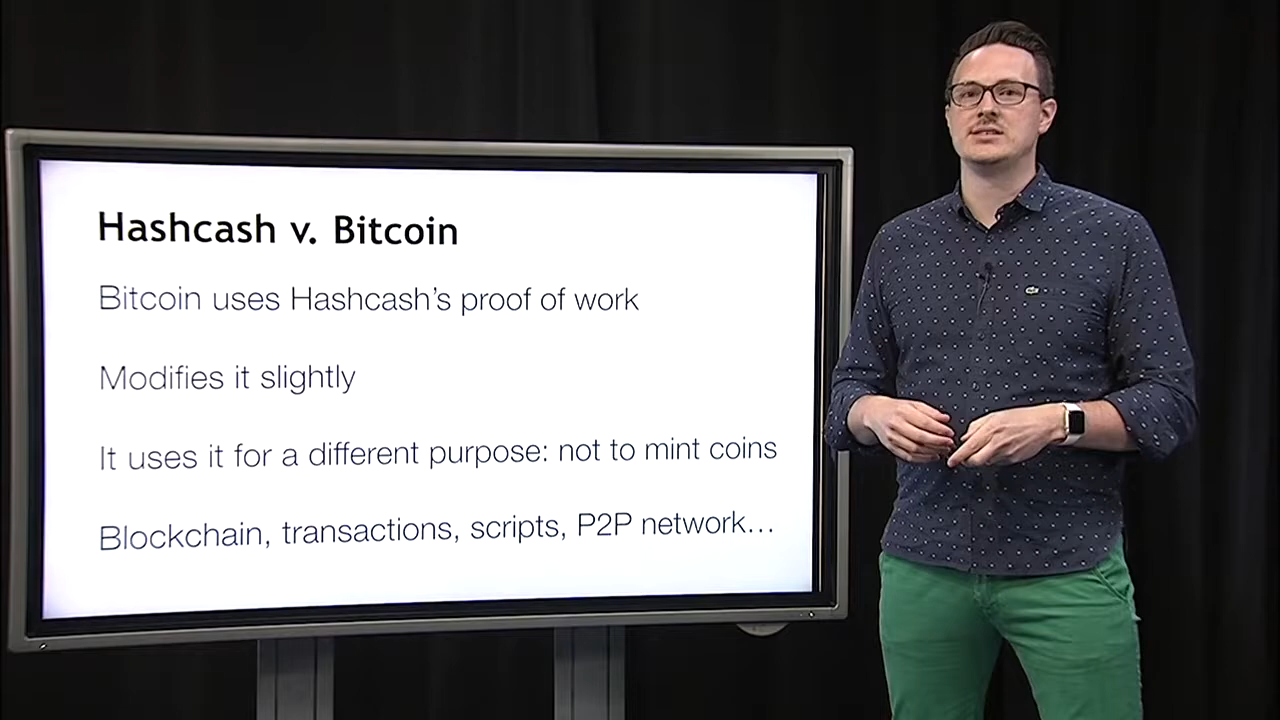 Hashcash v. Bitcoin
Bitcoin uses Hashcash's proof of work
Modifies it slightly
It uses it for a different purpose: not to mint coins
Blockchain, transactions, scripts, P2P network...